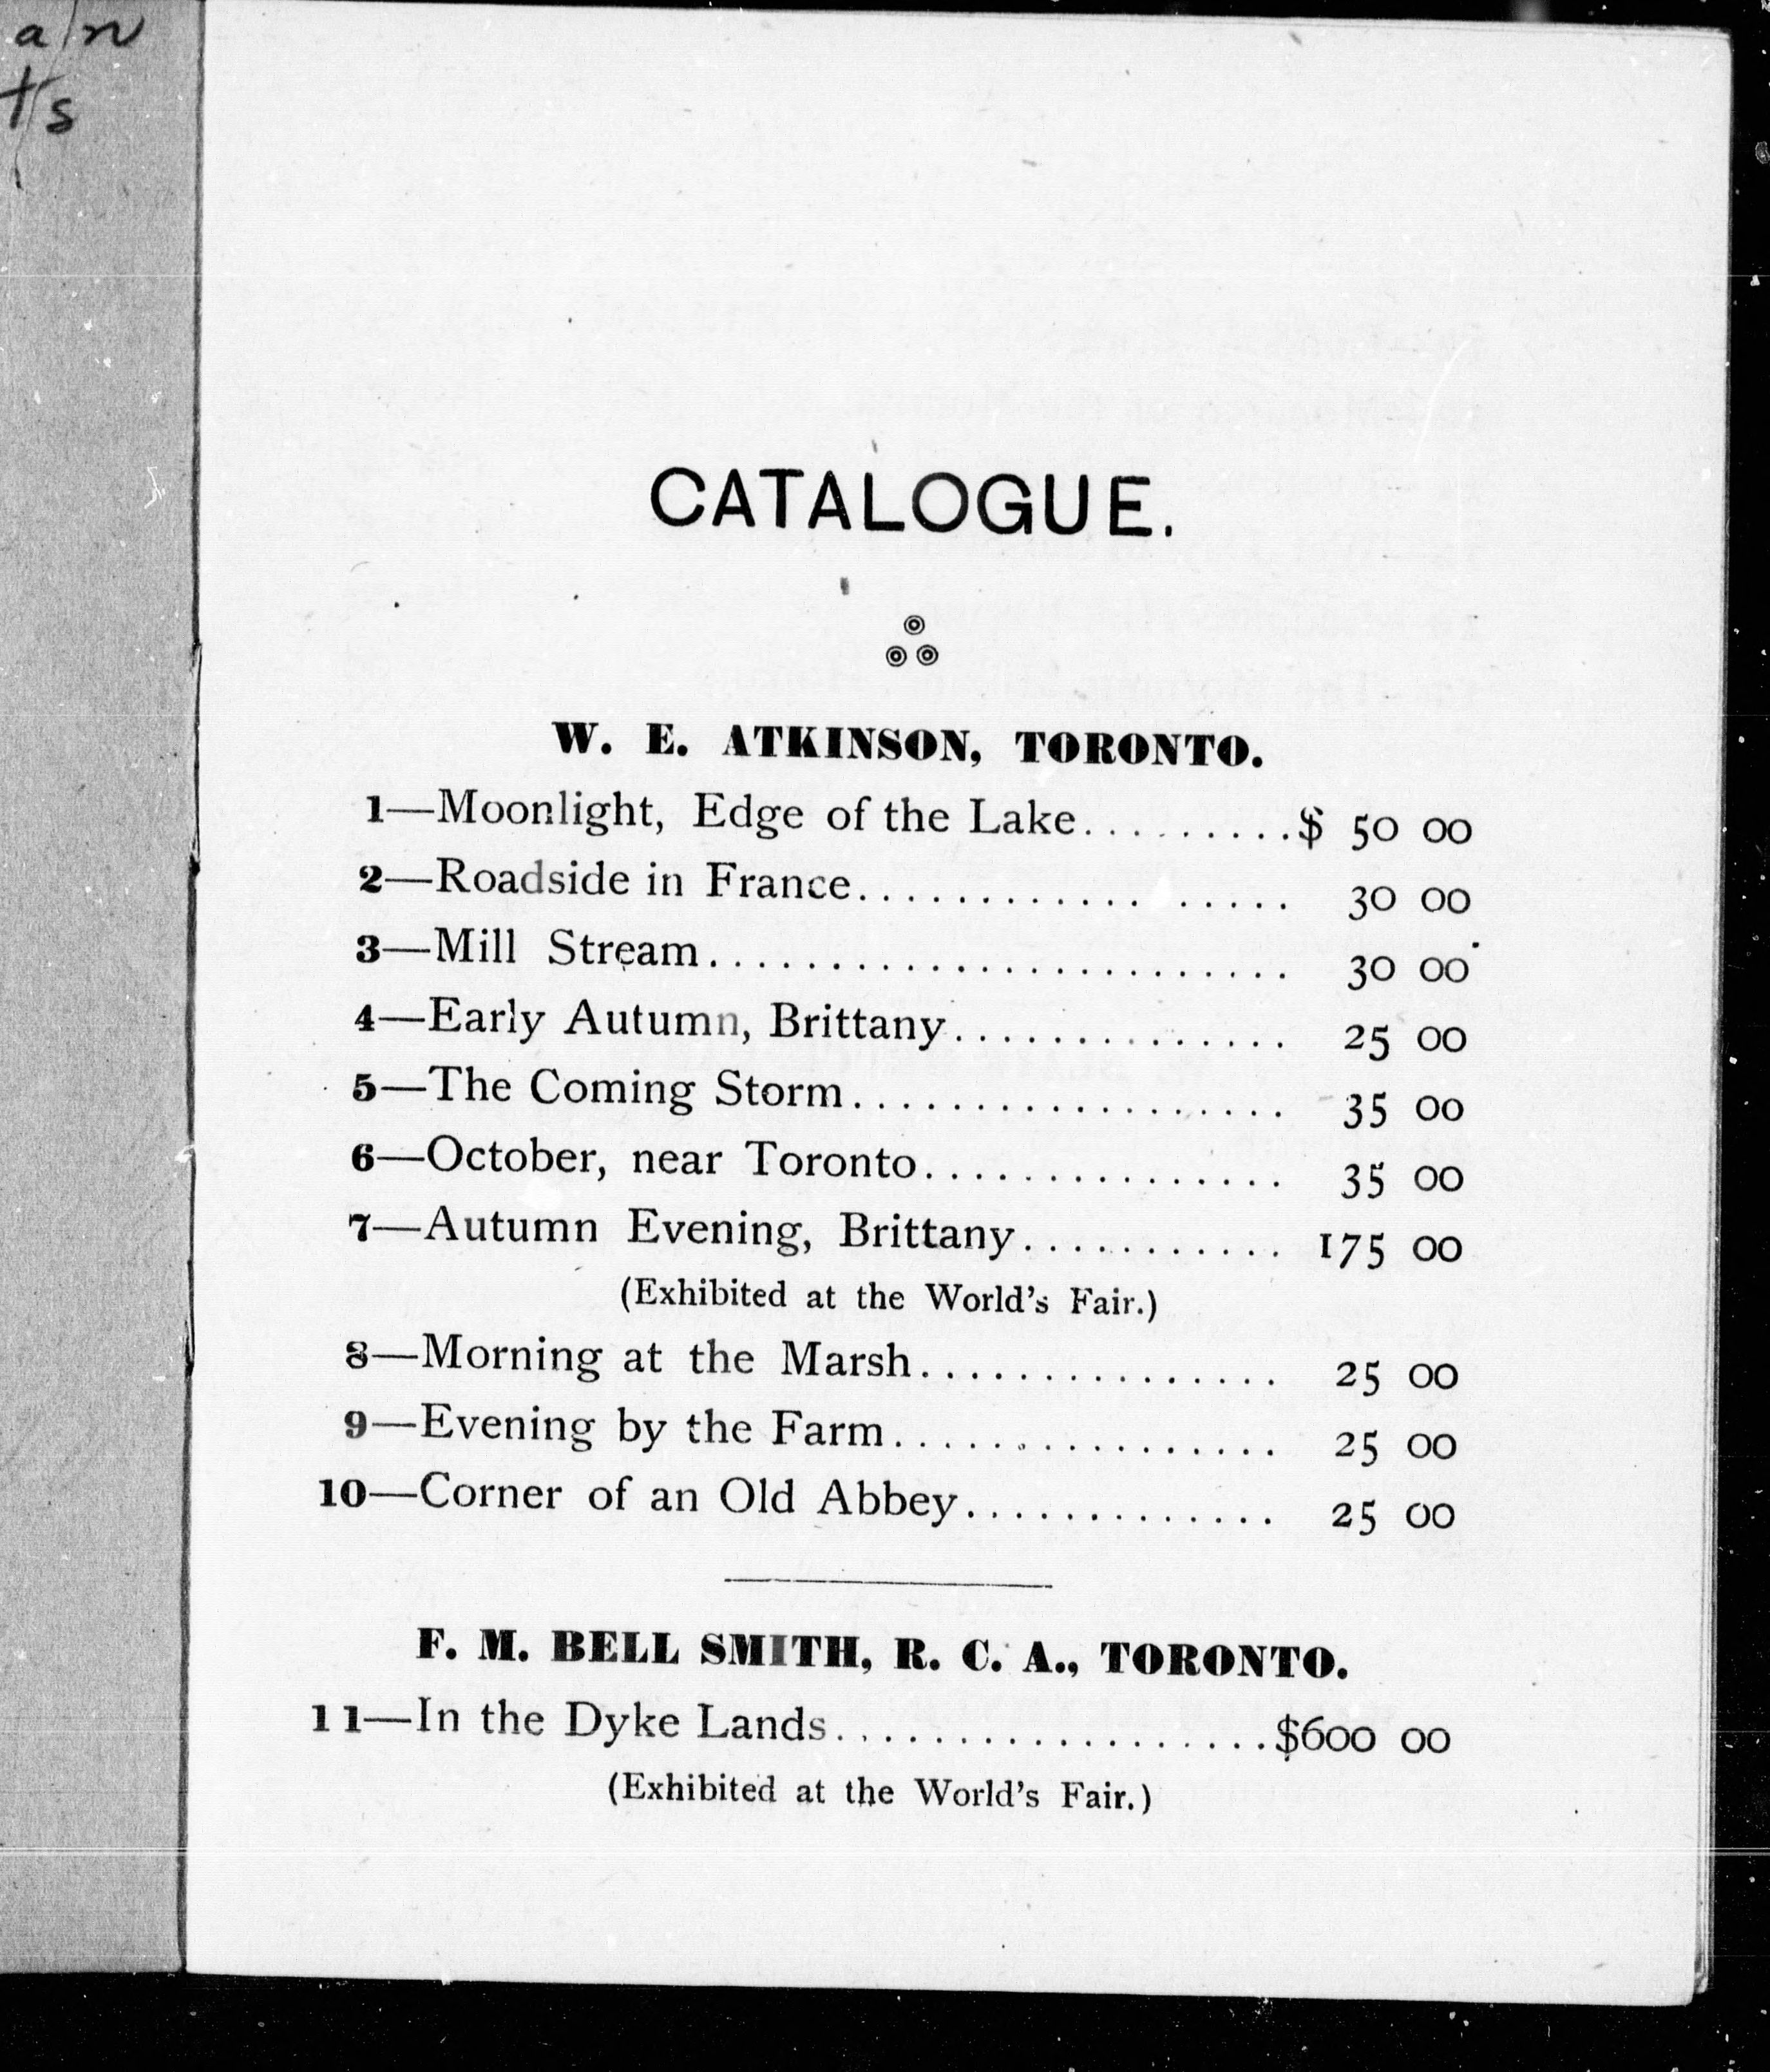 CATALOGUE.
W. E. ATKINSON, TORONTO.
1—Moonlight, Edge of the Lake.........$ 50 00
2—Roadside in France................. 30 00
3—Mill Stream........................ 30 00
4—Early Autumn, Brittany.............. 25 00
5—The Coming Storm.................. 35 00
6—October, near Toronto............... 35 00
7—Autumn Evening, Brittany........... 175 00
(Exhibited at the World's Fair.)
8—Morning at the Marsh............... 25 00
9—Evening by the Farm................ 25 00
10—Corner of an Old Abbey............. 25 00
F. M. BELL SMITH, R. C. A., TORONTO.
11—In the Dyke Lands..................$600 00
(Exhibited at the World's Fair.)